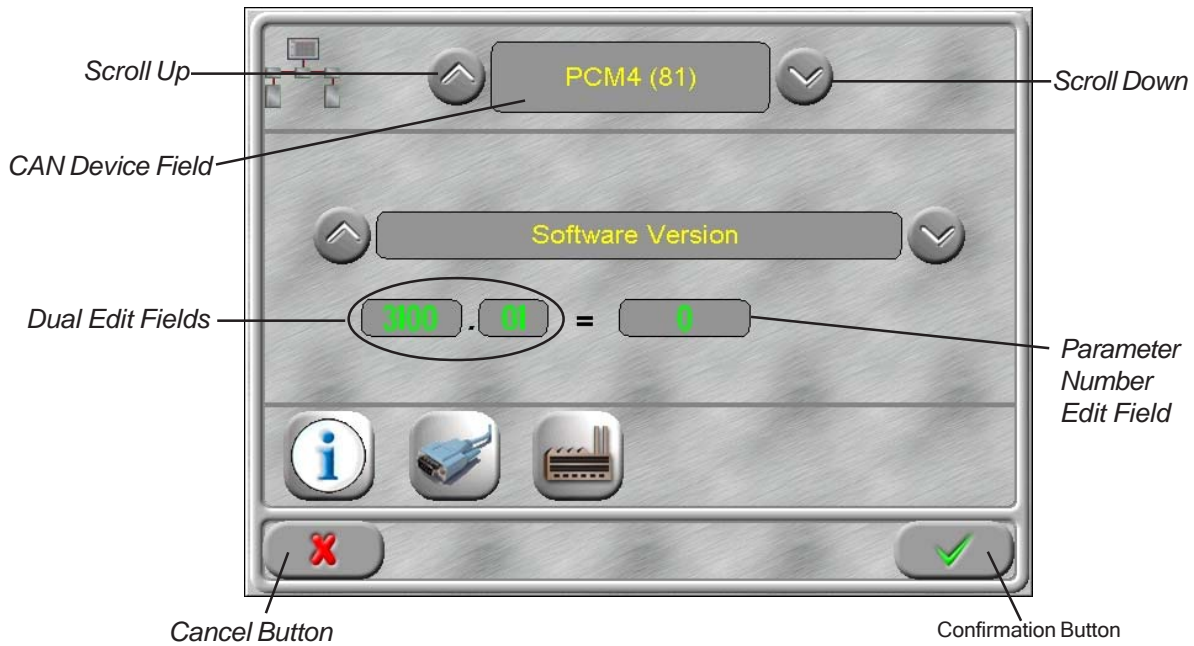 Scroll Up
PCM4 (81)
Scroll Down
CAN Device Field
Software Version
Dual Edit Fields
3100 . 01 = 0
Parameter
Number
Edit Field
i
Cancel Button
Confirmation Button